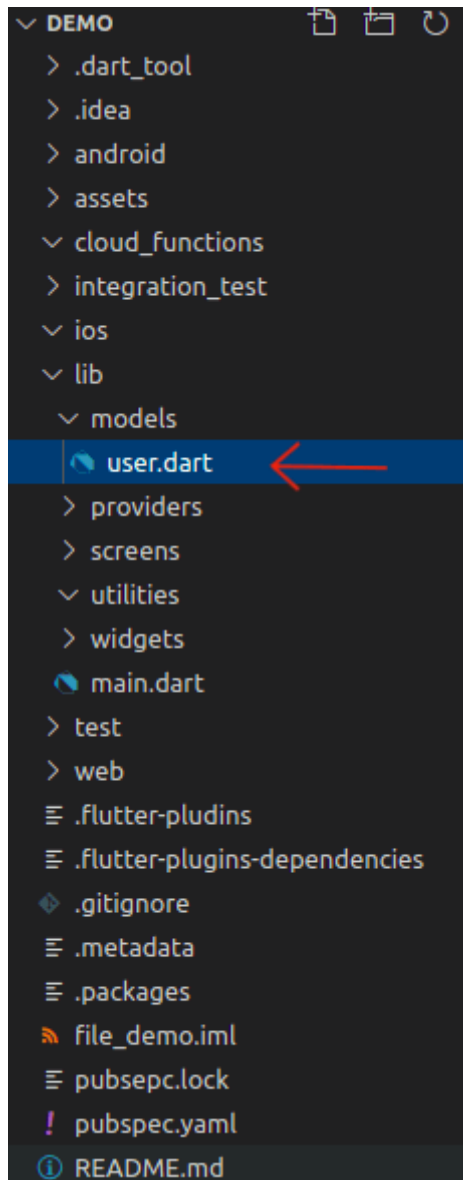 DEMO
.dart_tool
.idea
android
assets
cloud_functions
integration_test
ios
lib
models
user.dart
providers
screens
utilities
widgets
main.dart
test
web
.flutter-pludins
.flutter-plugins-dependencies
.gitignore
.metadata
.packages
file_demo.iml
pubsepc.lock
pubspec.yaml
README.md